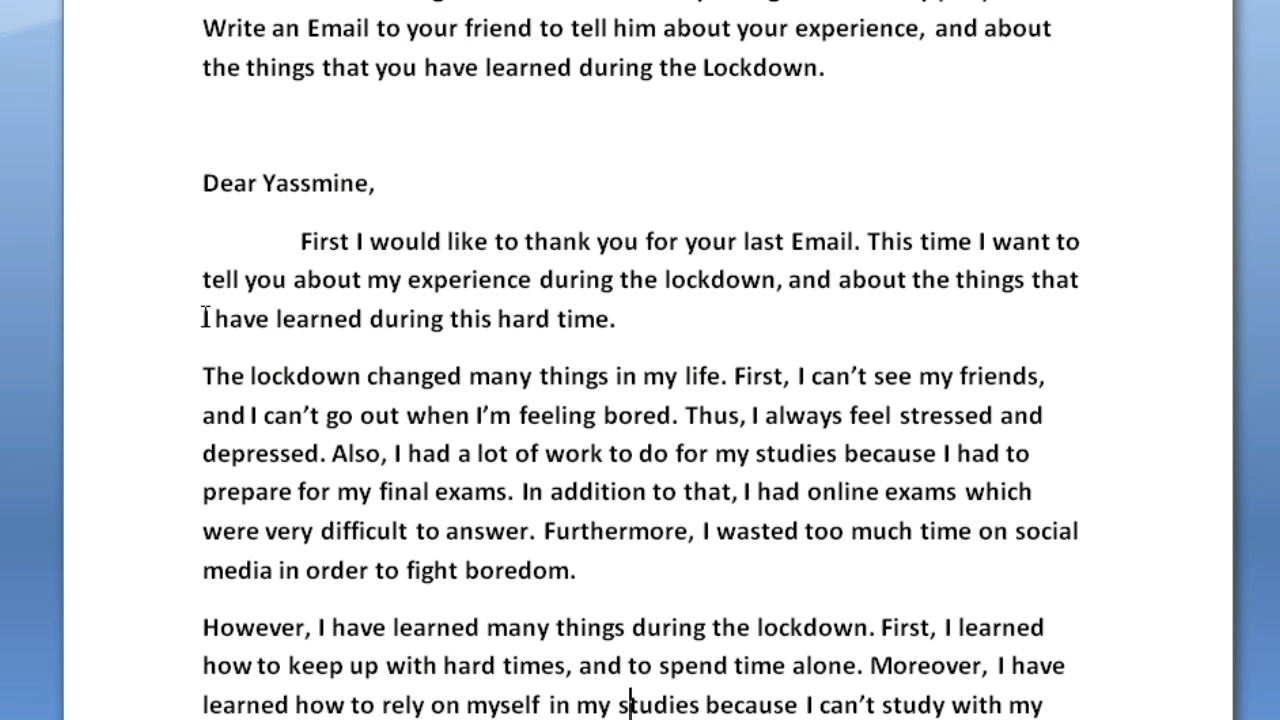 Write an Email to your friend to tell him about your experience, and about
the things that you have learned during the Lockdown.
Dear Yassmine,
First I would like to thank you for your last Email. This time I want to
tell you about my experience during the lockdown, and about the things that
I have learned during this hard time.
The lockdown changed many things in my life. First, I can’t see my friends,
and I can’t go out when I’m feeling bored. Thus, I always feel stressed and
depressed. Also, I had a lot of work to do for my studies because I had to
prepare for my final exams. In addition to that, I had online exams which
were very difficult to answer. Furthermore, I wasted too much time on social
media in order to fight boredom.
However, I have learned many things during the lockdown. First, I learned
how to keep up with hard times, and to spend time alone. Moreover, I have
learned how to rely on myself in my studies because I can’t study with my